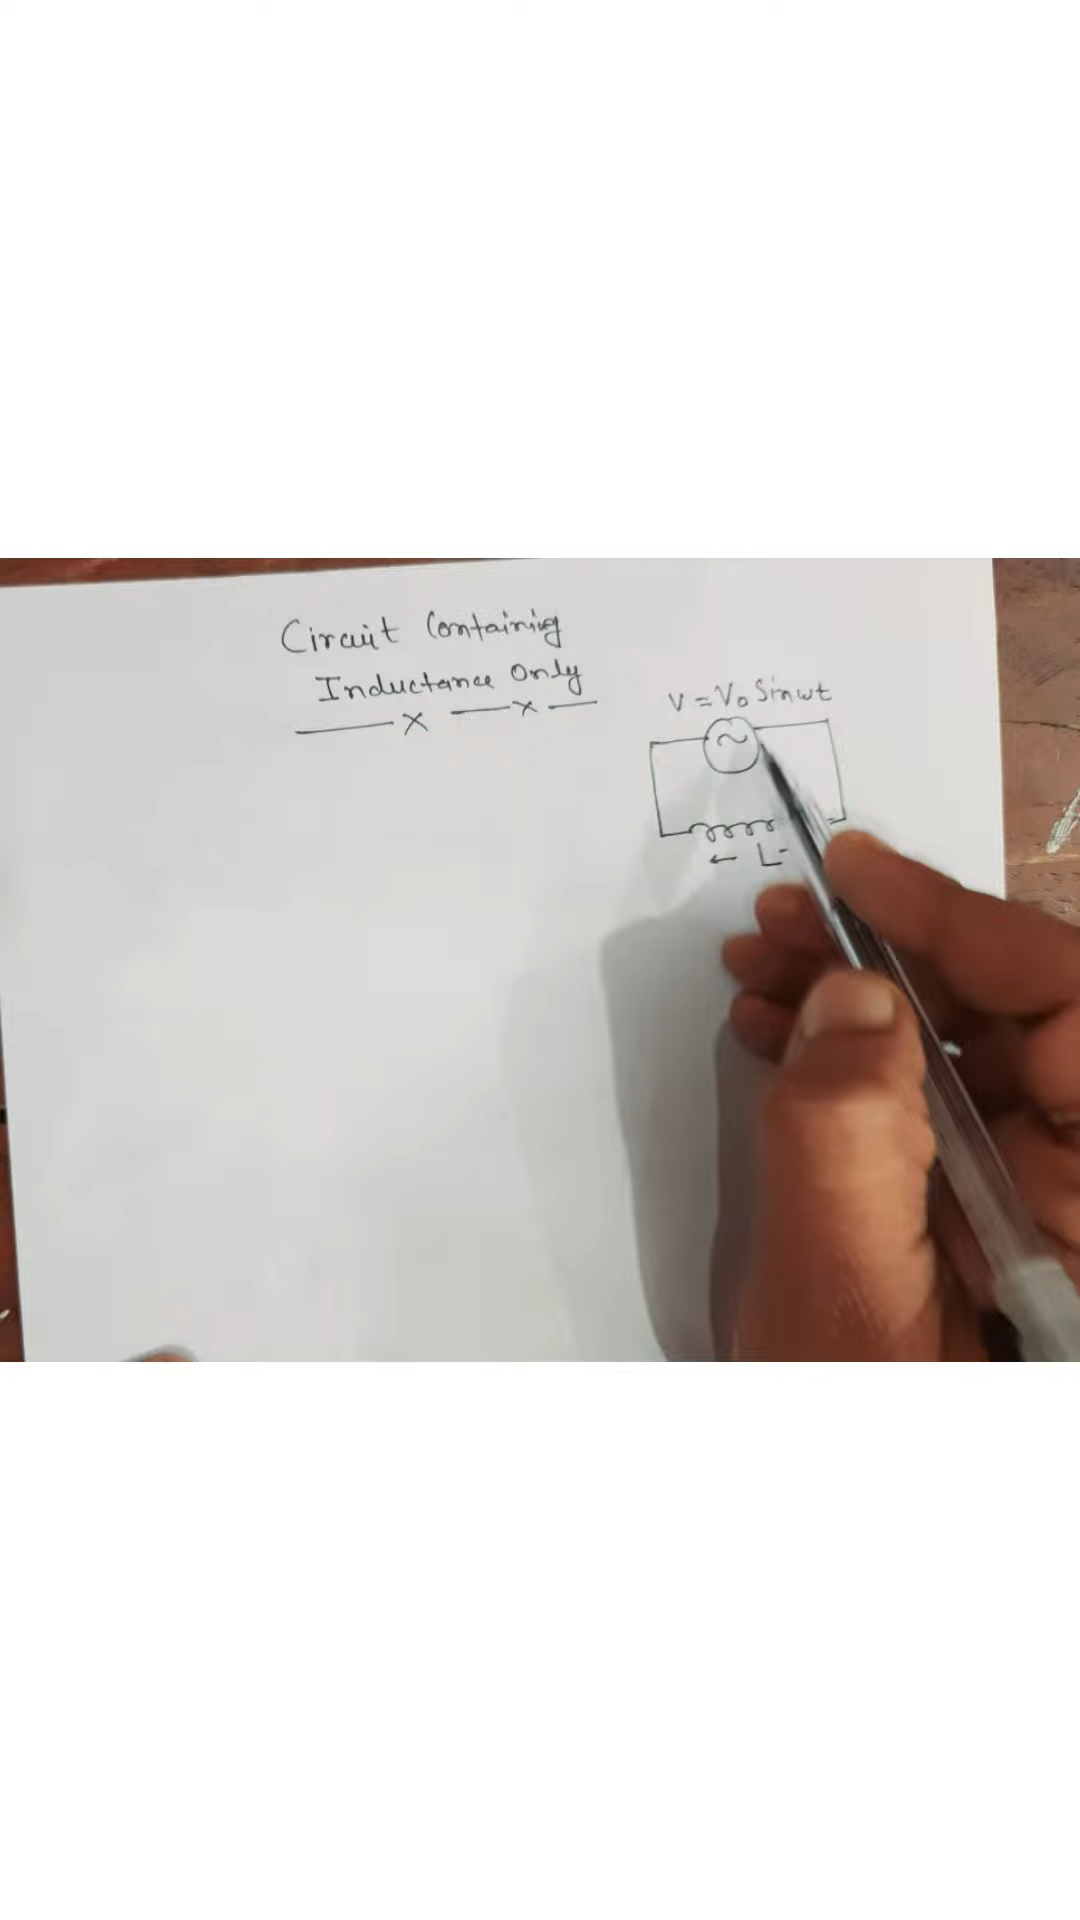 Circuit Containing
Inductance Only
V = V₀ Sinωt
← L